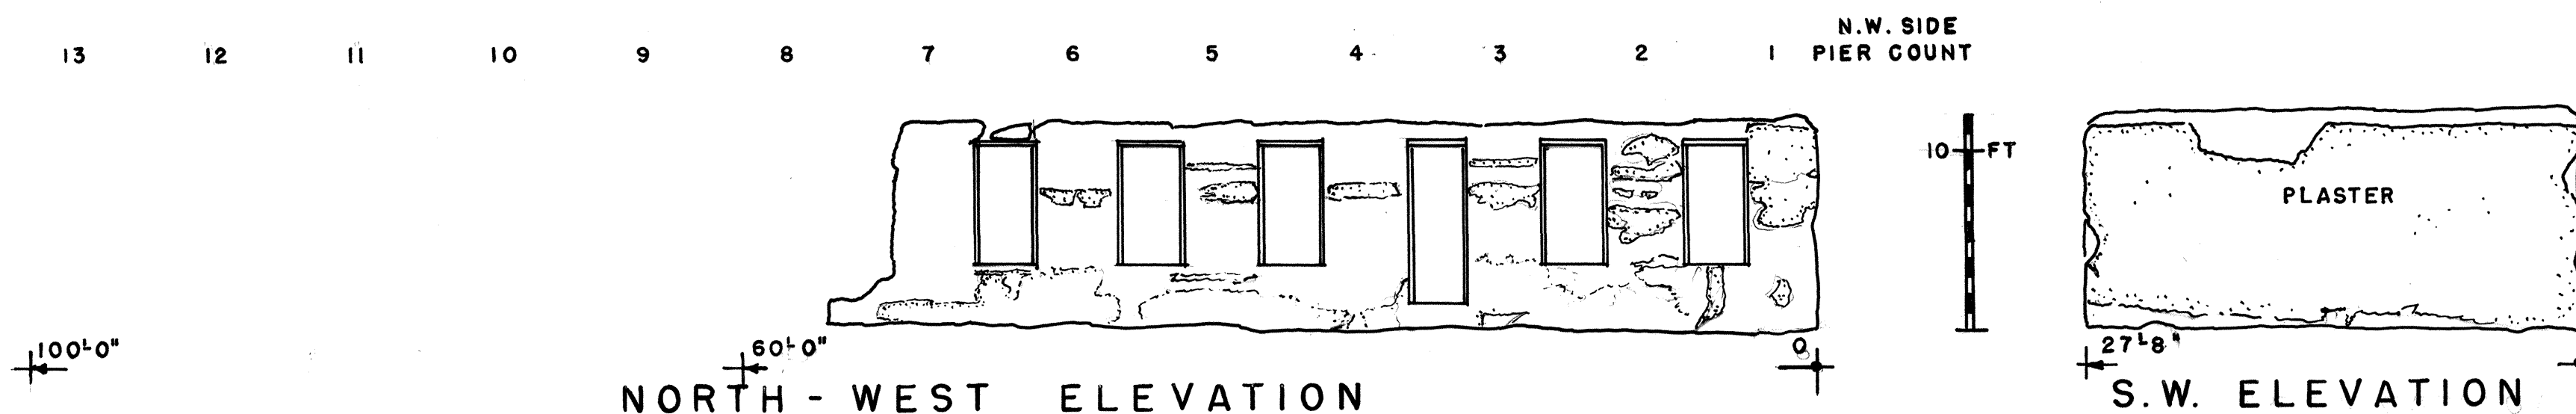 N.W. SIDE
13 12 11 10 9 8 7 6 5 4 3 2 1 PIER COUNT
10 FT
PLASTER
100'-0" 60'-0" 0 27'-8"
NORTH-WEST ELEVATION
S.W. ELEVATION